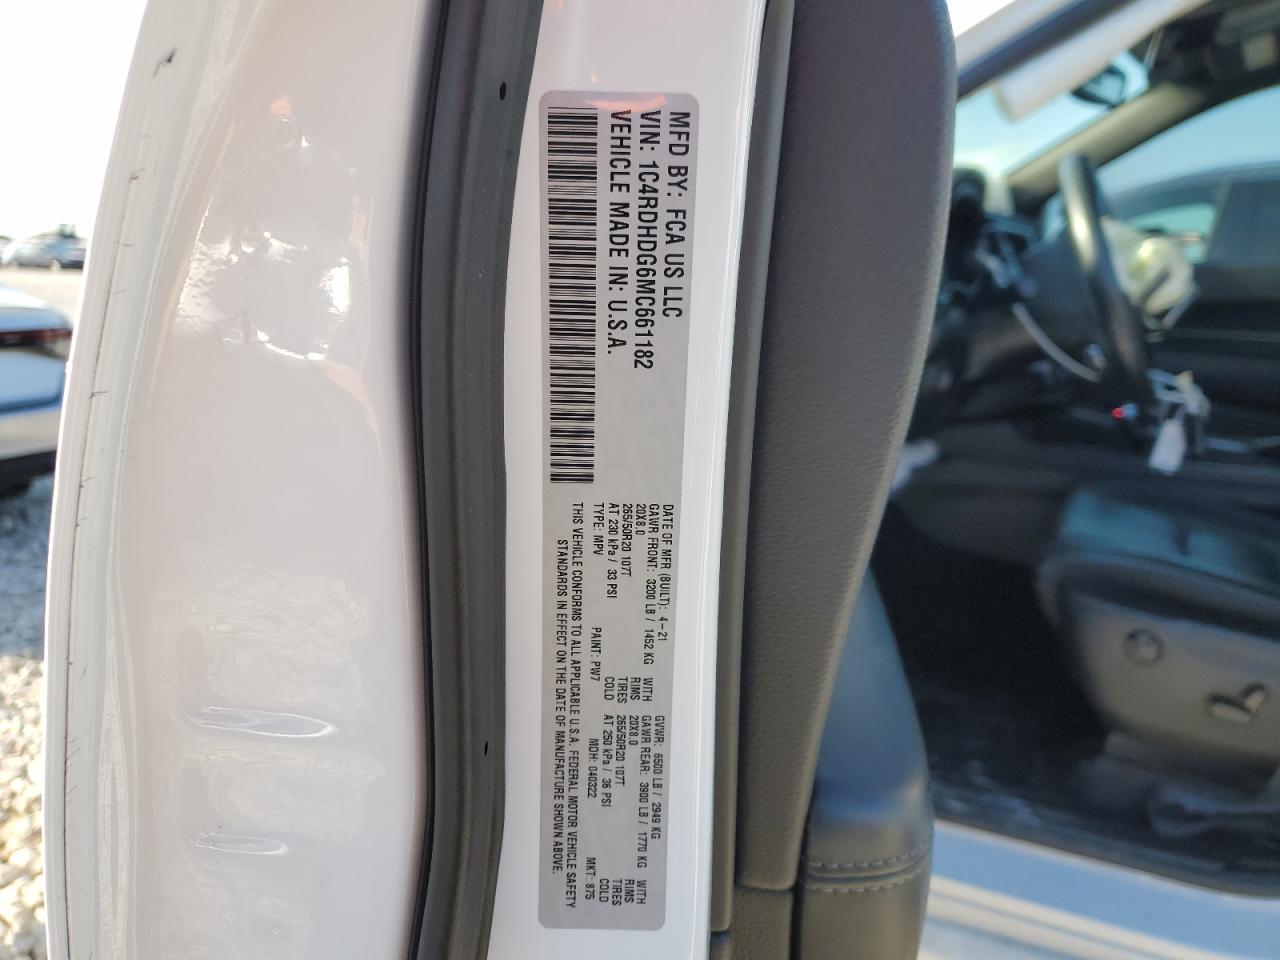 MFD BY: FCA US LLC
VIN: 1C4RDHDG6MC661182
VEHICLE MADE IN: U.S.A.
DATE OF MFR (BUILT): 4-21 GVWR: 6500 LB / 2949 KG
GAWR FRONT: 3200 LB / 1452 KG WITH GAWR REAR: 3900 LB / 1770 KG WITH
20X8.0 RIMS 20X8.0 RIMS
265/50R20 107T TIRES 265/50R20 107T TIRES
AT 230 kPa / 33 PSI COLD AT 250 kPa / 36 PSI COLD
TYPE: MPV PAINT: PW7 MDH: 040322 MKT: 875
THIS VEHICLE CONFORMS TO ALL APPLICABLE U.S.A. FEDERAL MOTOR VEHICLE SAFETY
STANDARDS IN EFFECT ON THE DATE OF MANUFACTURE SHOWN ABOVE.